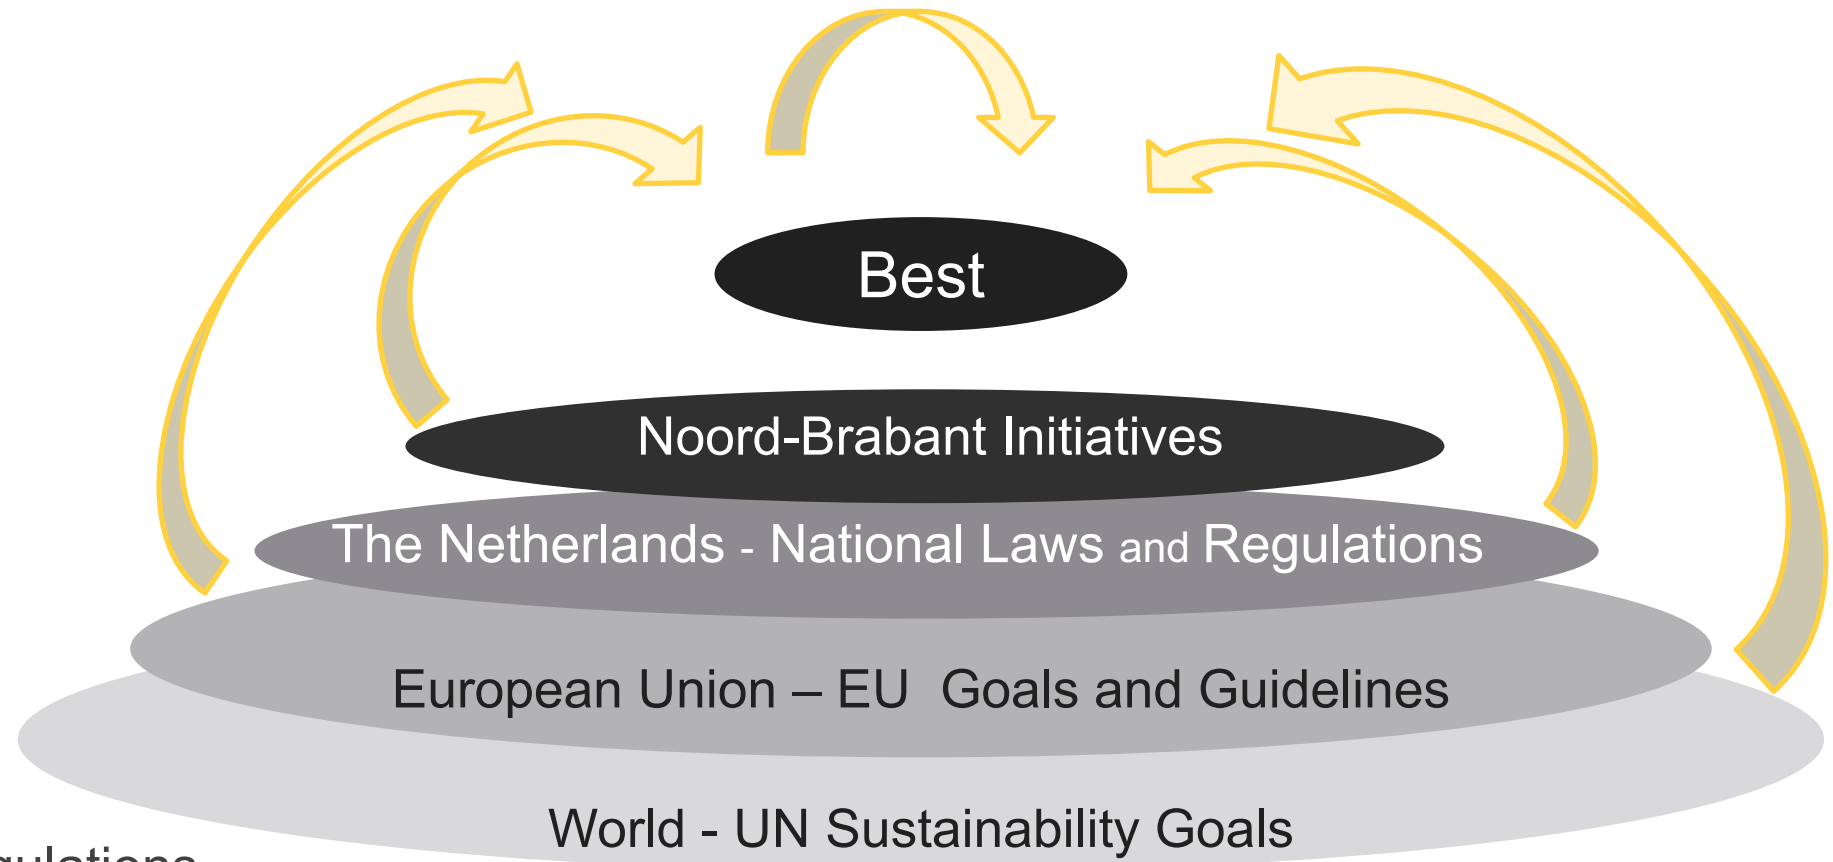 Best
Noord-Brabant Initiatives
The Netherlands - National Laws and Regulations
European Union – EU  Goals and Guidelines
World - UN Sustainability Goals